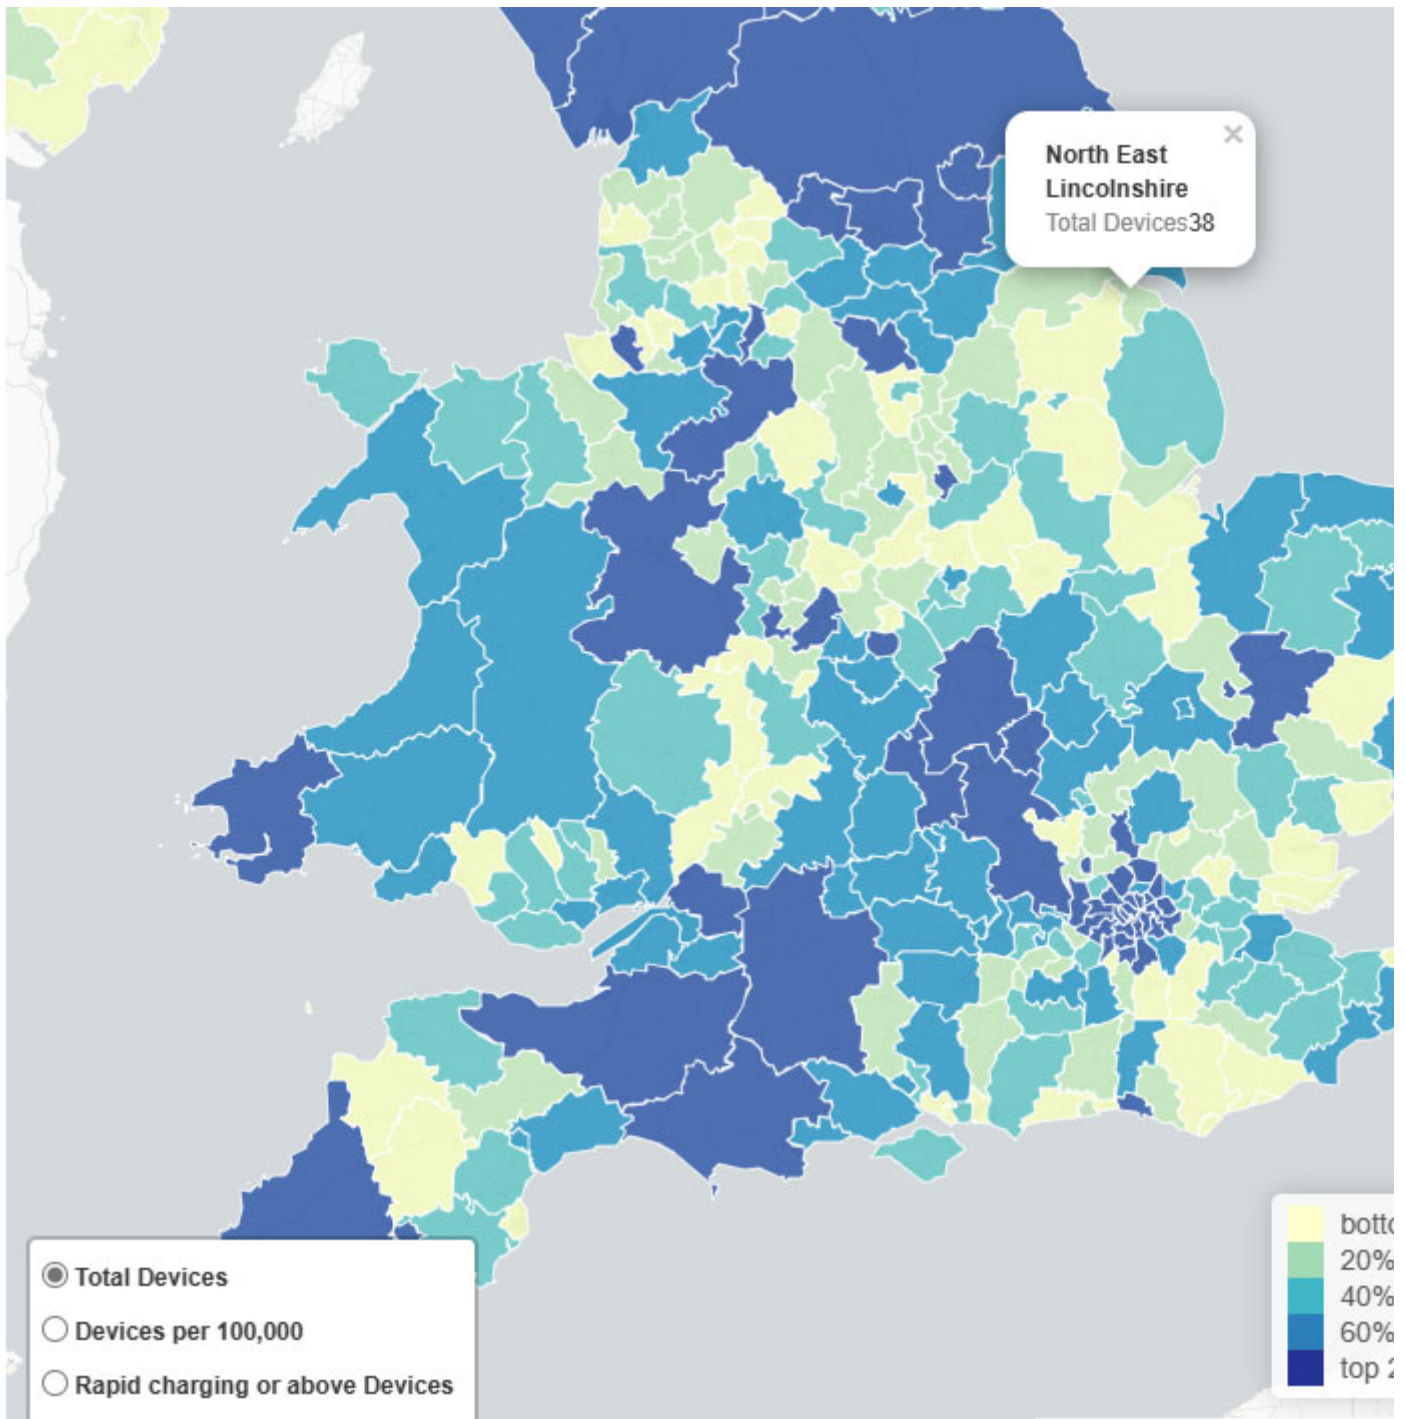 North East
Lincolnshire
Total Devices38
Total Devices
Devices per 100,000
Rapid charging or above Devices
20%
40%
60%
top